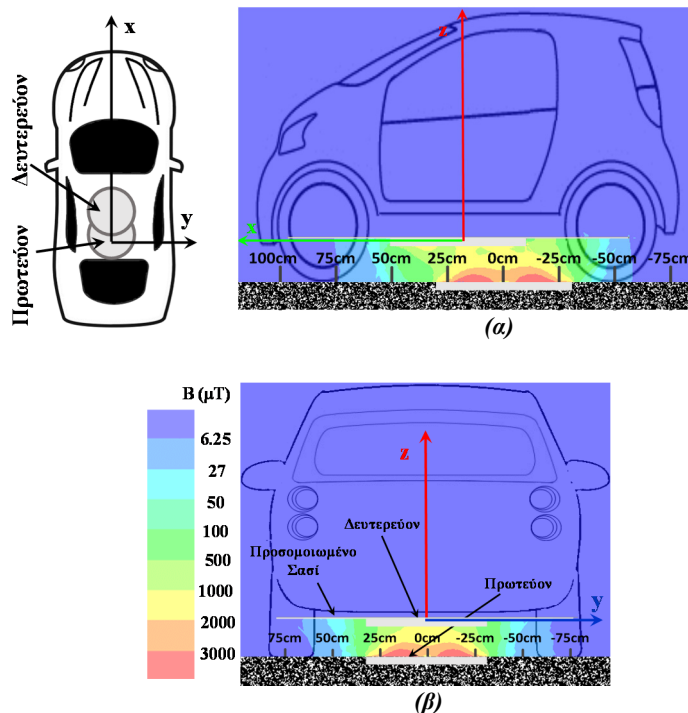 x
Δευτερεύον
y
Πρωτεύον
z
x
100cm 75cm 50cm 25cm 0cm -25cm -50cm -75cm
(α)
B (μT)
6.25
27
50
100
500
1000
2000
3000
z
Δευτερεύον
Προσομοιωμένο
Σασί
Πρωτεύον
y
75cm 50cm 25cm 0cm -25cm -50cm -75cm
(β)